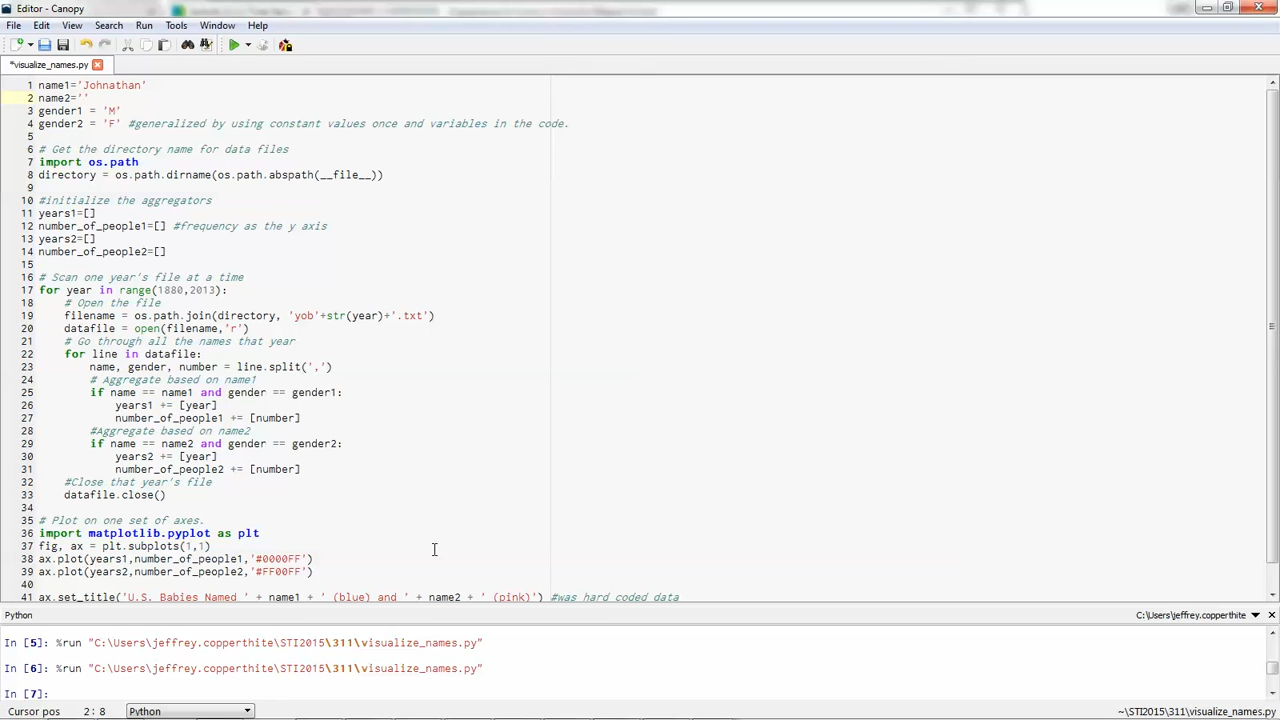 Editor - Canopy
File Edit View Search Run Tools Window Help
*visualize_names.py
1 name1='Johnathan'
2 name2=''
3 gender1 = 'M'
4 gender2 = 'F' #generalized by using constant values once and variables in the code.
5
6 # Get the directory name for data files
7 import os.path
8 directory = os.path.dirname(os.path.abspath(__file__))
9
10 #initialize the aggregators
11 years1=[]
12 number_of_people1=[] #frequency as the y axis
13 years2=[]
14 number_of_people2=[]
15
16 # Scan one year's file at a time
17 for year in range(1880,2013):
18 # Open the file
19 filename = os.path.join(directory, 'yob'+str(year)+'.txt')
20 datafile = open(filename,'r')
21 # Go through all the names that year
22 for line in datafile:
23 name, gender, number = line.split(',')
24 # Aggregate based on name1
25 if name == name1 and gender == gender1:
26 years1 += [year]
27 number_of_people1 += [number]
28 #Aggregate based on name2
29 if name == name2 and gender == gender2:
30 years2 += [year]
31 number_of_people2 += [number]
32 #Close that year's file
33 datafile.close()
34
35 # Plot on one set of axes.
36 import matplotlib.pyplot as plt
37 fig, ax = plt.subplots(1,1)
38 ax.plot(years1,number_of_people1,'#0000FF')
39 ax.plot(years2,number_of_people2,'#FF00FF')
40
41 ax.set_title('U.S. Babies Named ' + name1 + ' (blue) and ' + name2 + ' (pink)') #was hard coded data
Python C:\Users\jeffrey.copperthite
In [5]: %run "C:\Users\jeffrey.copperthite\STI2015\311\visualize_names.py"
In [6]: %run "C:\Users\jeffrey.copperthite\STI2015\311\visualize_names.py"
In [7]:
Cursor pos 2: 8 Python ~\STI2015\311\visualize_names.py